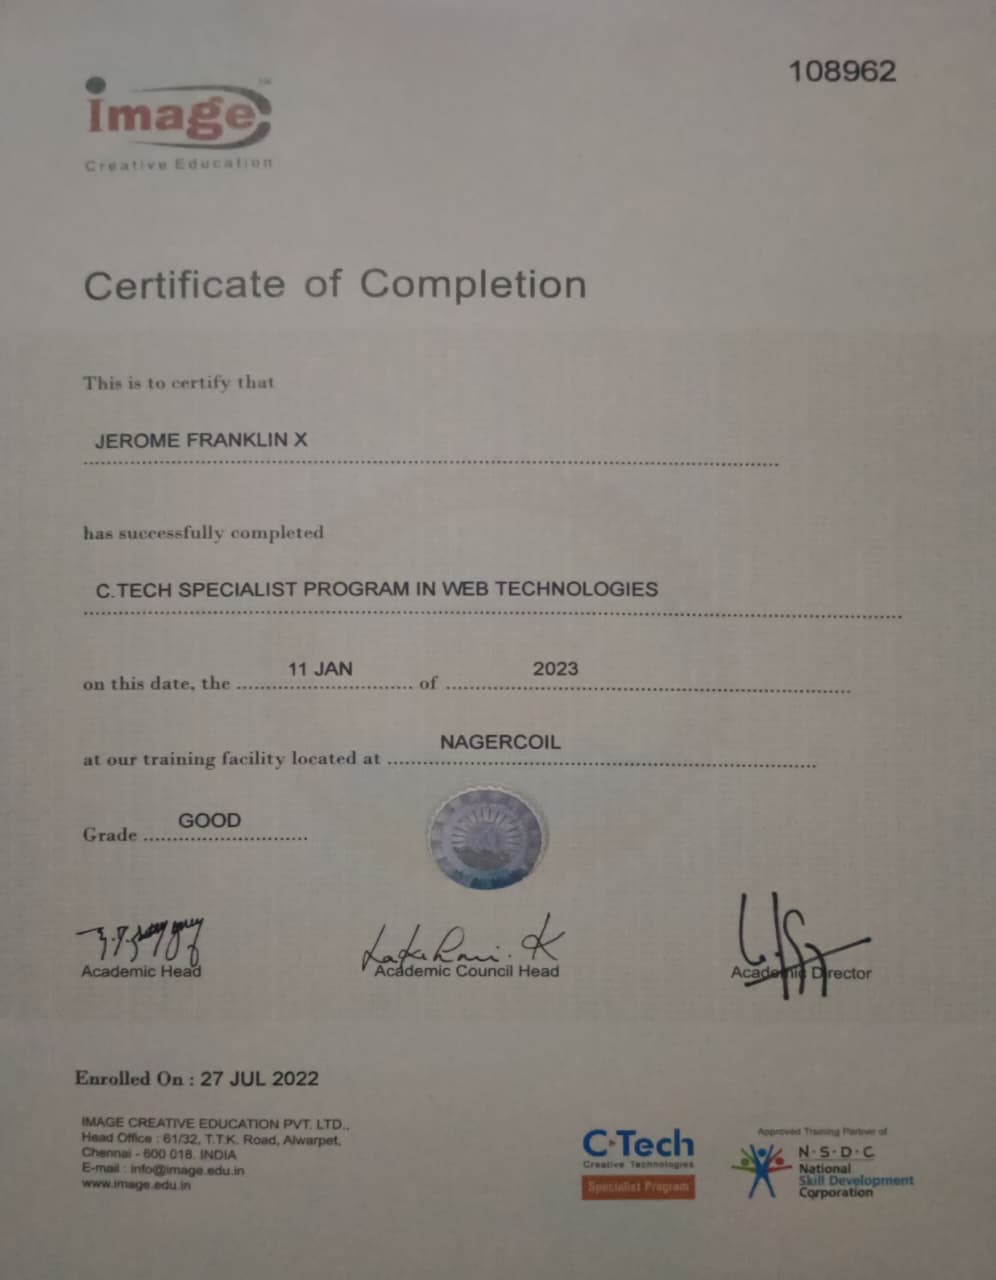 108962
image
Creative Education
Certificate of Completion
This is to certify that
JEROME FRANKLIN X
has successfully completed
C.TECH SPECIALIST PROGRAM IN WEB TECHNOLOGIES
on this date, the 11 JAN of 2023
at our training facility located at NAGERCOIL
Grade GOOD
Academic Head
Academic Council Head
Academic Director
Enrolled On : 27 JUL 2022
IMAGE CREATIVE EDUCATION PVT. LTD.,
Head Office : 61/32, T.T.K. Road, Alwarpet,
Chennai - 600 018. INDIA
E-mail : info@image.edu.in
www.image.edu.in
C-Tech
Creative Technologies
Specialist Program
Approved Training Partner of
N·S·D·C
National
Skill Development
Corporation